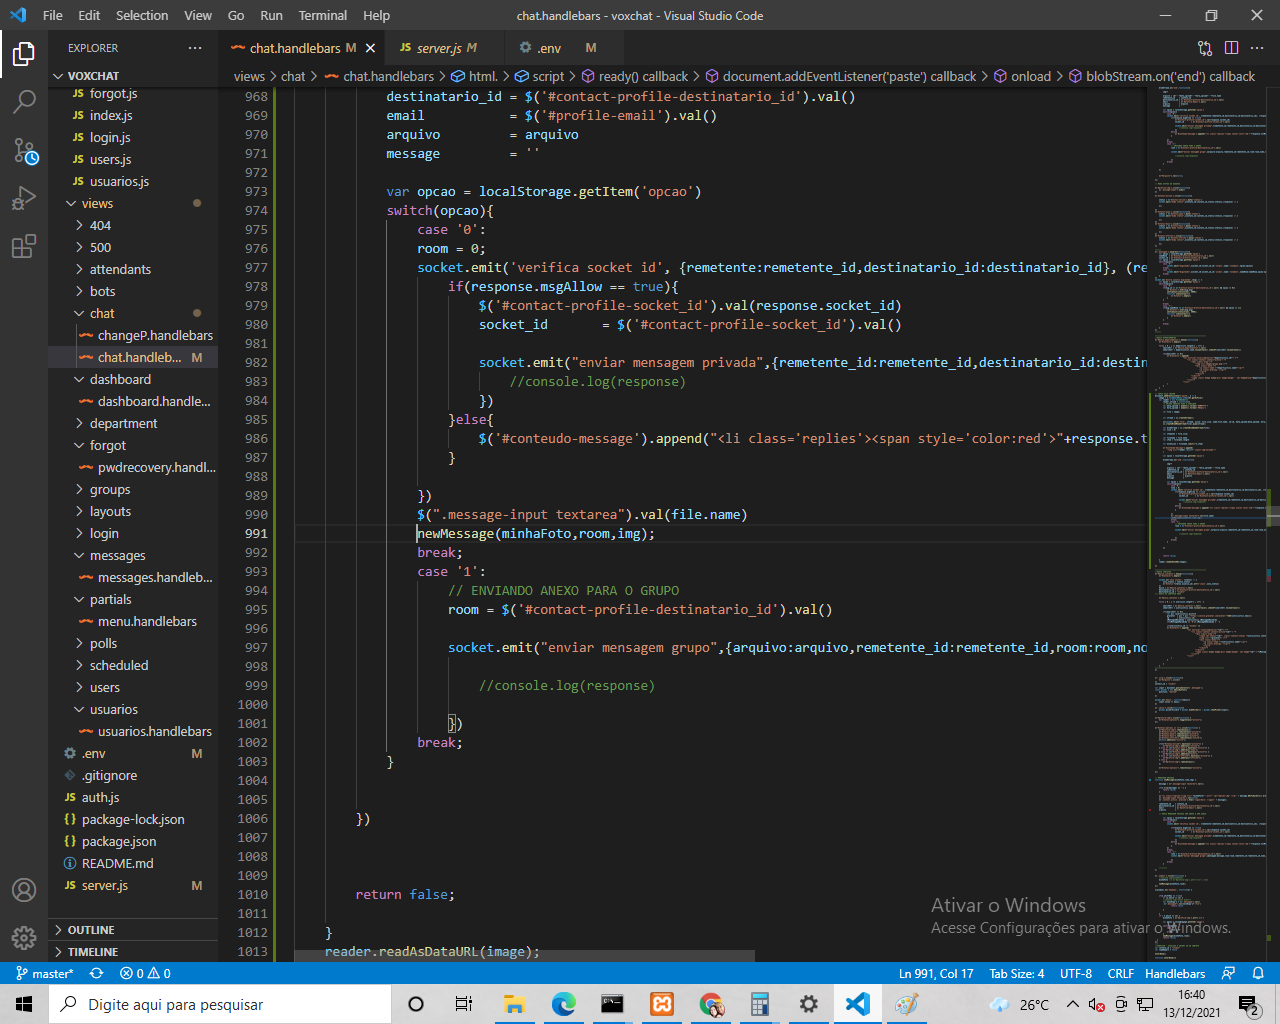 File Edit Selection View Go Run Terminal Help chat.handlebars - voxchat - Visual Studio Code
EXPLORER ··· chat.handlebars M JS server.js M .env M
VOXCHAT views > chat > chat.handlebars > html. > script > ready() callback > document.addEventListener('paste') callback > onload > blobStream.on('end') callback
JS forgot.js
JS index.js
JS login.js
JS users.js
JS usuarios.js
views
404
500
attendants
bots
chat
changeP.handlebars
chat.handleb... M
dashboard
dashboard.handle...
department
forgot
pwdrecovery.handl...
groups
layouts
login
messages
messages.handleb...
partials
menu.handlebars
polls
scheduled
users
usuarios
usuarios.handlebars
.env M
.gitignore
JS auth.js
{} package-lock.json
{} package.json
README.md
JS server.js M
OUTLINE
TIMELINE
968 destinatario_id = $('#contact-profile-destinatario_id').val()
969 email = $('#profile-email').val()
970 arquivo = arquivo
971 message = ''
972
973 var opcao = localStorage.getItem('opcao')
974 switch(opcao){
975 case '0':
976 room = 0;
977 socket.emit('verifica socket id', {remetente:remetente_id,destinatario_id:destinatario_id}, (re
978 if(response.msgAllow == true){
979 $('#contact-profile-socket_id').val(response.socket_id)
980 socket_id = $('#contact-profile-socket_id').val()
981
982 socket.emit("enviar mensagem privada",{remetente_id:remetente_id,destinatario_id:destin
983 //console.log(response)
984 })
985 }else{
986 $('#conteudo-message').append("<li class='replies'><span style='color:red'>"+response.t
987 }
988
989 })
990 $(".message-input textarea").val(file.name)
991 newMessage(minhaFoto,room,img);
992 break;
993 case '1':
994 // ENVIANDO ANEXO PARA O GRUPO
995 room = $('#contact-profile-destinatario_id').val()
996
997 socket.emit("enviar mensagem grupo",{arquivo:arquivo,remetente_id:remetente_id,room:room,no
998
999 //console.log(response)
1000
1001 })
1002 break;
1003 }
1004
1005
1006 })
1007
1008
1009
1010 return false;
1011
1012 }
1013 reader.readAsDataURL(image);
Ativar o Windows
Acesse Configurações para ativar o Windows.
master* 0 0 Ln 991, Col 17 Tab Size: 4 UTF-8 CRLF Handlebars
Digite aqui para pesquisar 26°C 16:40
13/12/2021 2